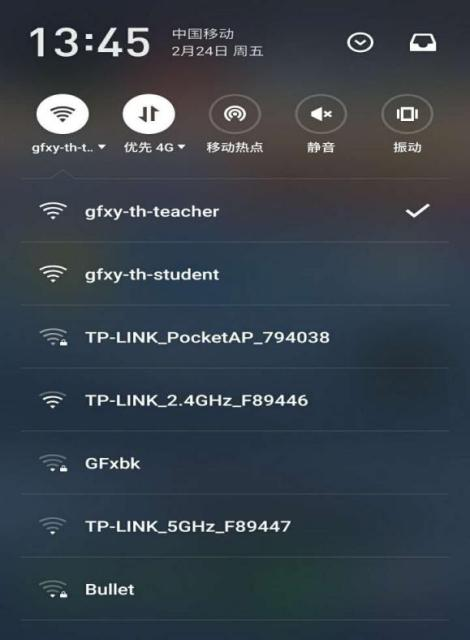 13:45
中国移动
2月24日 周五
gfxy-th-t.. 优先 4G 移动热点 静音 振动
gfxy-th-teacher
gfxy-th-student
TP-LINK_PocketAP_794038
TP-LINK_2.4GHz_F89446
GFxbk
TP-LINK_5GHz_F89447
Bullet